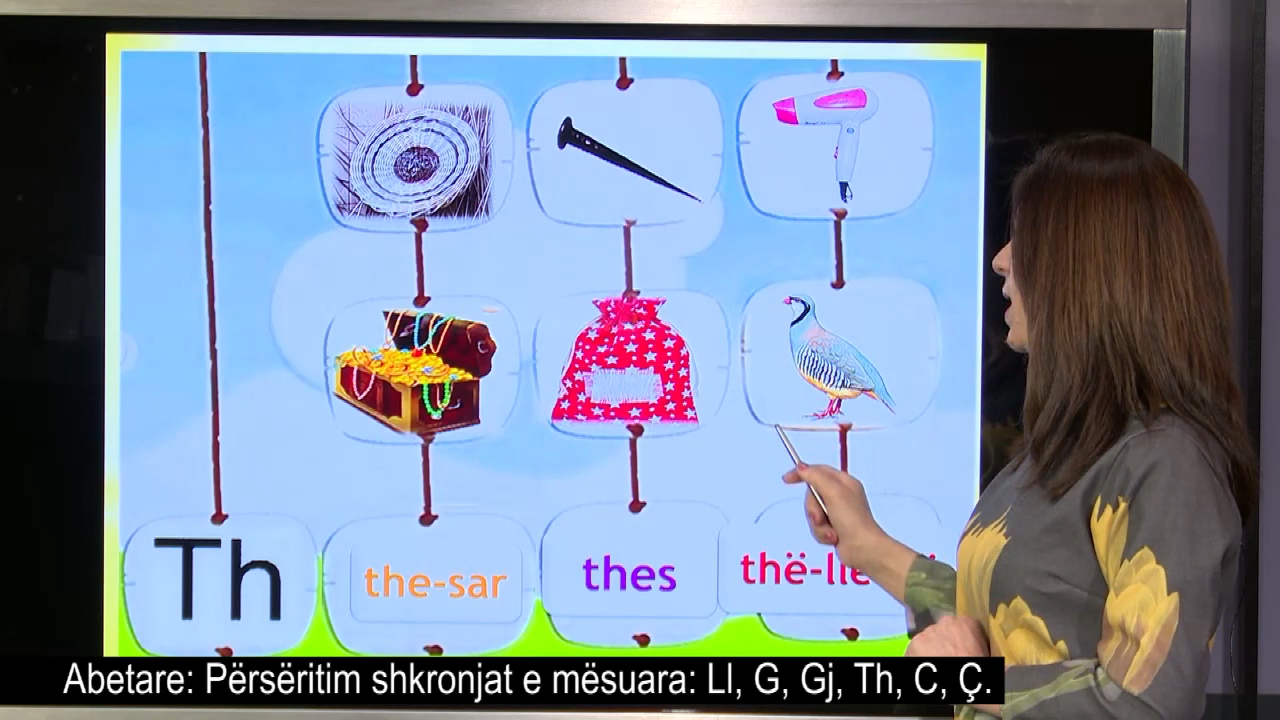 Th
the-sar
thes
Abetare: Përsëritim shkronjat e mësuara: Ll, G, Gj, Th, C, Ç.